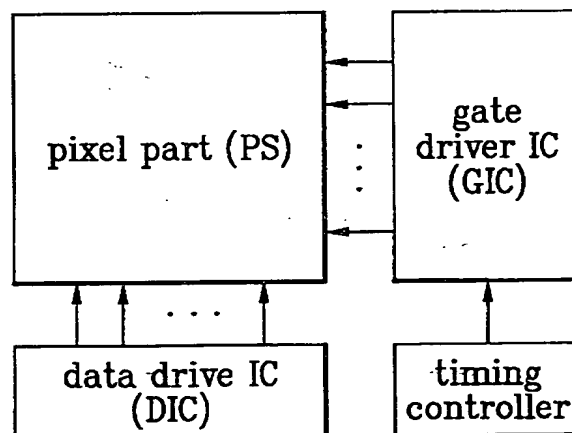 pixel part (PS)
gate
driver IC
(GIC)
data drive IC
(DIC)
timing
controller